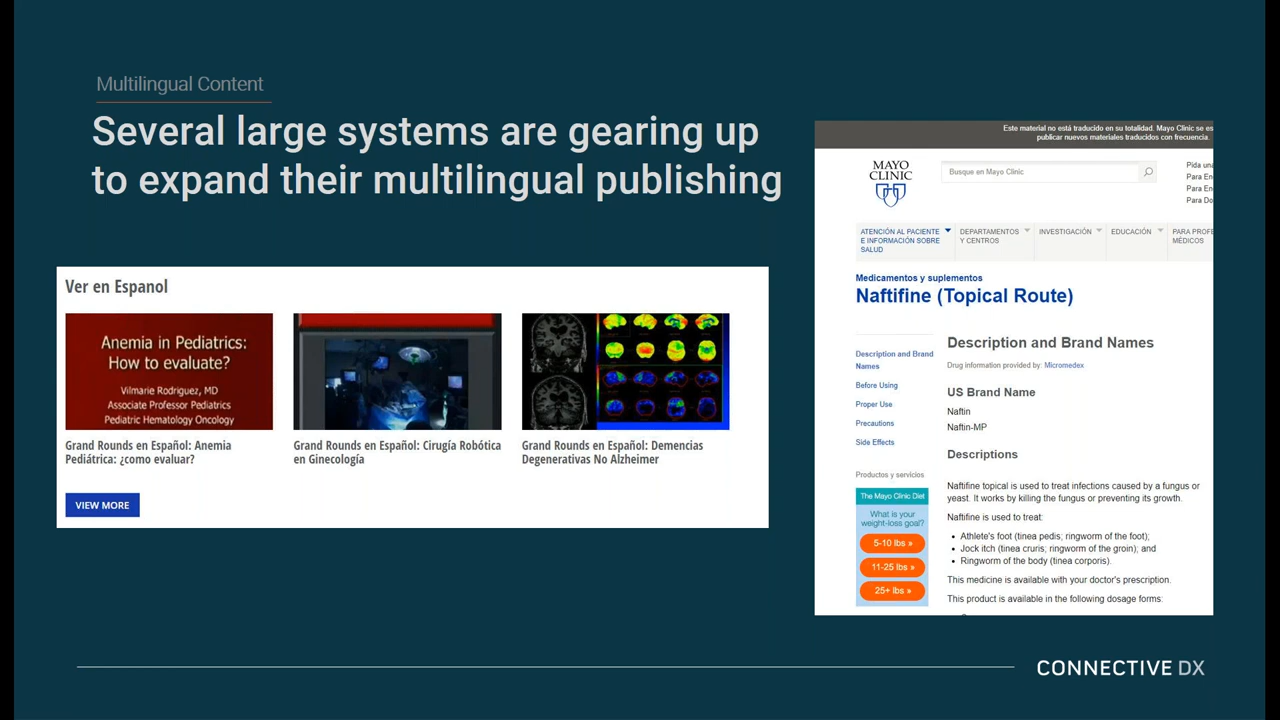 Multilingual Content
Several large systems are gearing up
to expand their multilingual publishing
Ver en Espanol
Anemia in Pediatrics:
How to evaluate?
Vilmarie Rodriguez, MD
Associate Professor Pediatrics
Pediatric Hematology Oncology
Grand Rounds en Español: Anemia
Pediátrica: ¿como evaluar?
Grand Rounds en Español: Cirugía Robótica
en Ginecología
Grand Rounds en Español: Demencias
Degenerativas No Alzheimer
VIEW MORE
Este material no está traducido en su totalidad. Mayo Clinic se es
publicar nuevos materiales traducidos con frecuencia.
MAYO
CLINIC
Busque en Mayo Clinic
Pida una
Para En
Para En
Para Do
ATENCIÓN AL PACIENTE
E INFORMACIÓN SOBRE
SALUD
DEPARTAMENTOS
Y CENTROS
INVESTIGACIÓN
EDUCACIÓN
PARA PROFE
MÉDICOS
Medicamentos y suplementos
Naftifine (Topical Route)
Description and Brand
Names
Before Using
Proper Use
Precautions
Side Effects
Productos y servicios
The Mayo Clinic Diet
What is your
weight-loss goal?
5-10 lbs »
11-25 lbs »
25+ lbs »
Description and Brand Names
Drug information provided by: Micromedex
US Brand Name
Naftin
Naftin-MP
Descriptions
Naftifine topical is used to treat infections caused by a fungus or
yeast. It works by killing the fungus or preventing its growth.
Naftifine is used to treat:
• Athlete's foot (tinea pedis; ringworm of the foot);
• Jock itch (tinea cruris; ringworm of the groin); and
• Ringworm of the body (tinea corporis).
This medicine is available with your doctor's prescription.
This product is available in the following dosage forms:
CONNECTIVE DX